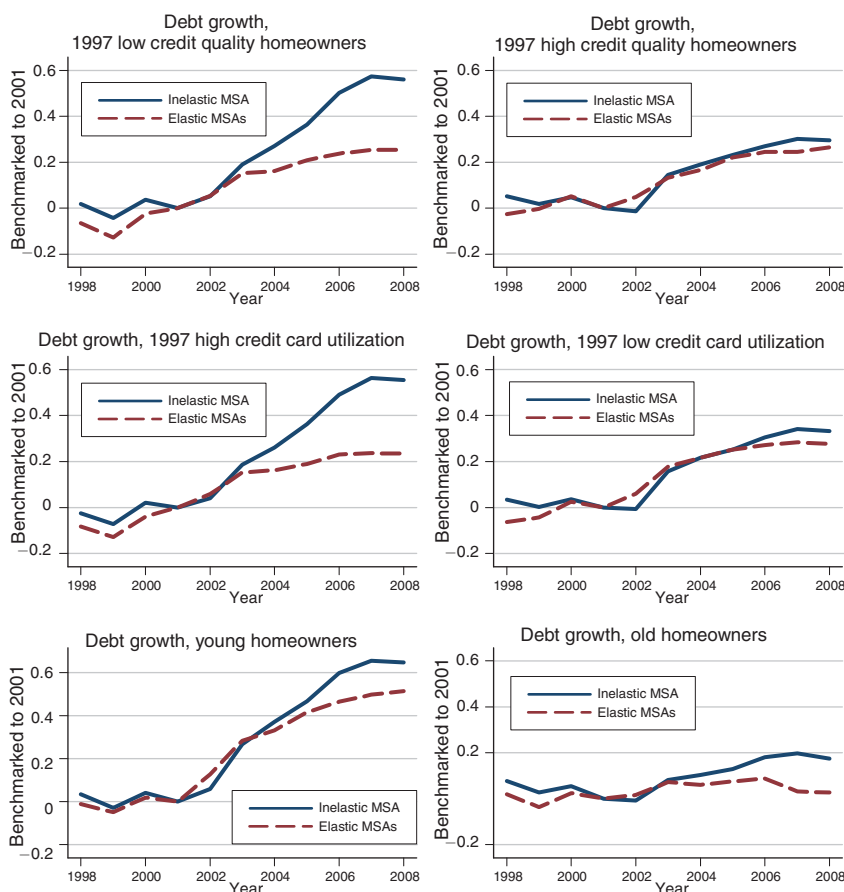 Debt growth,
1997 low credit quality homeowners
Benchmarked to 2001
0.6
0.4
0.2
0
−0.2
Inelastic MSA
Elastic MSAs
1998 2000 2002 2004 2006 2008
Year
Debt growth,
1997 high credit quality homeowners
Benchmarked to 2001
0.6
0.4
0.2
0
−0.2
Inelastic MSA
Elastic MSAs
1998 2000 2002 2004 2006 2008
Year
Debt growth, 1997 high credit card utilization
Benchmarked to 2001
0.6
0.4
0.2
0
−0.2
Inelastic MSA
Elastic MSAs
1998 2000 2002 2004 2006 2008
Year
Debt growth, 1997 low credit card utilization
Benchmarked to 2001
0.6
0.4
0.2
0
−0.2
Inelastic MSA
Elastic MSAs
1998 2000 2002 2004 2006 2008
Year
Debt growth, young homeowners
Benchmarked to 2001
0.6
0.4
0.2
0
−0.2
Inelastic MSA
Elastic MSAs
1998 2000 2002 2004 2006 2008
Year
Debt growth, old homeowners
Benchmarked to 2001
0.6
0.2
0.2
−0.2
Inelastic MSA
Elastic MSAs
1998 2000 2002 2004 2006 2008
Year